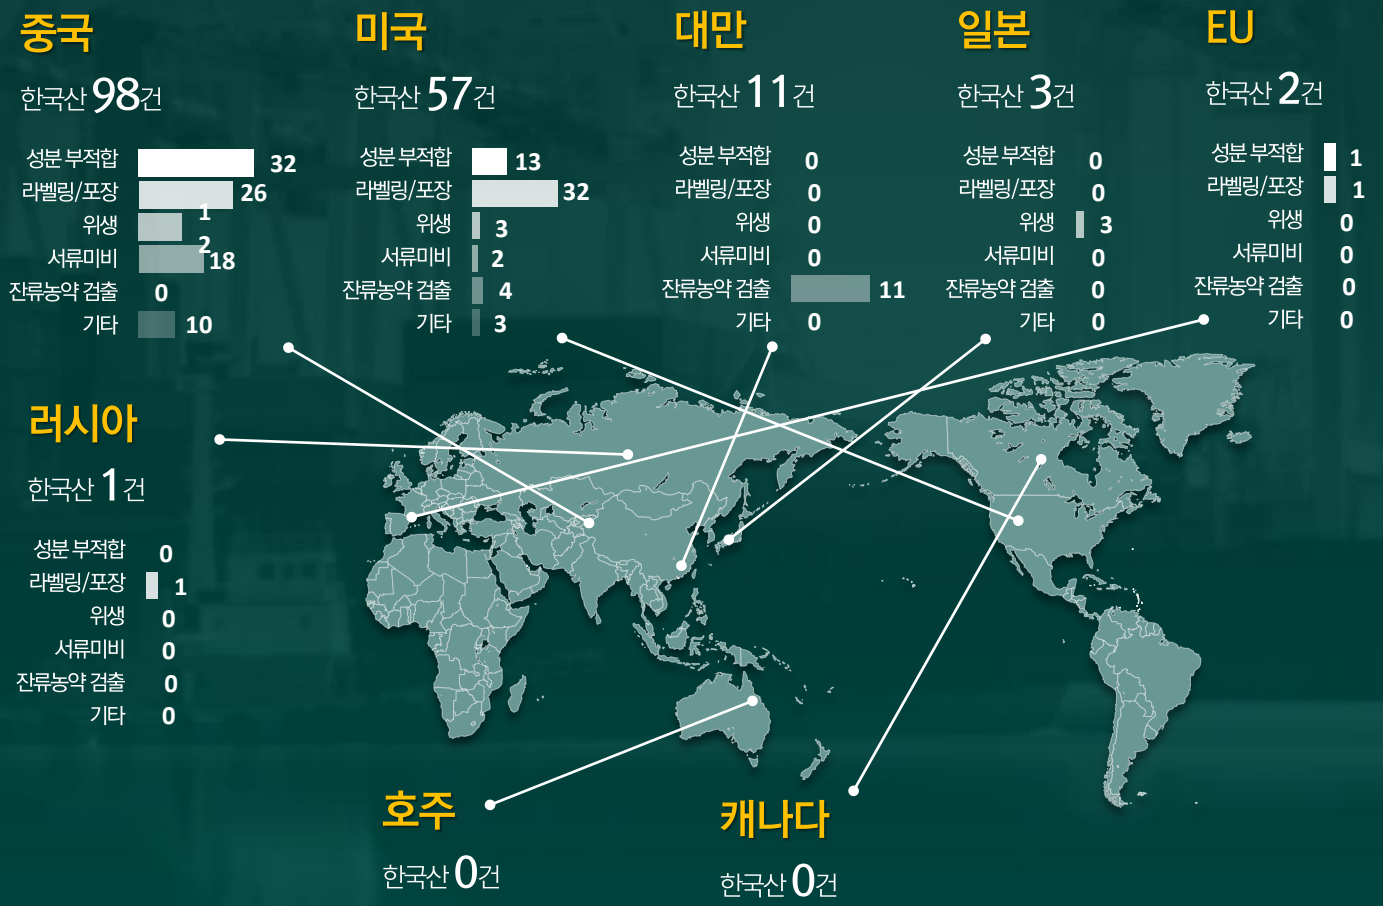 중국
한국산 98건
성분 부적합 32
라벨링/포장 26
위생 12
서류미비 18
잔류농약 검출 0
기타 10
미국
한국산 57건
성분 부적합 13
라벨링/포장 32
위생 3
서류미비 2
잔류농약 검출 4
기타 3
대만
한국산 11건
성분 부적합 0
라벨링/포장 0
위생 0
서류미비 0
잔류농약 검출 11
기타 0
일본
한국산 3건
성분 부적합 0
라벨링/포장 0
위생 3
서류미비 0
잔류농약 검출 0
기타 0
EU
한국산 2건
성분 부적합 1
라벨링/포장 1
위생 0
서류미비 0
잔류농약 검출 0
기타 0
러시아
한국산 1건
성분 부적합 0
라벨링/포장 1
위생 0
서류미비 0
잔류농약 검출 0
기타 0
호주
한국산 0건
캐나다
한국산 0건